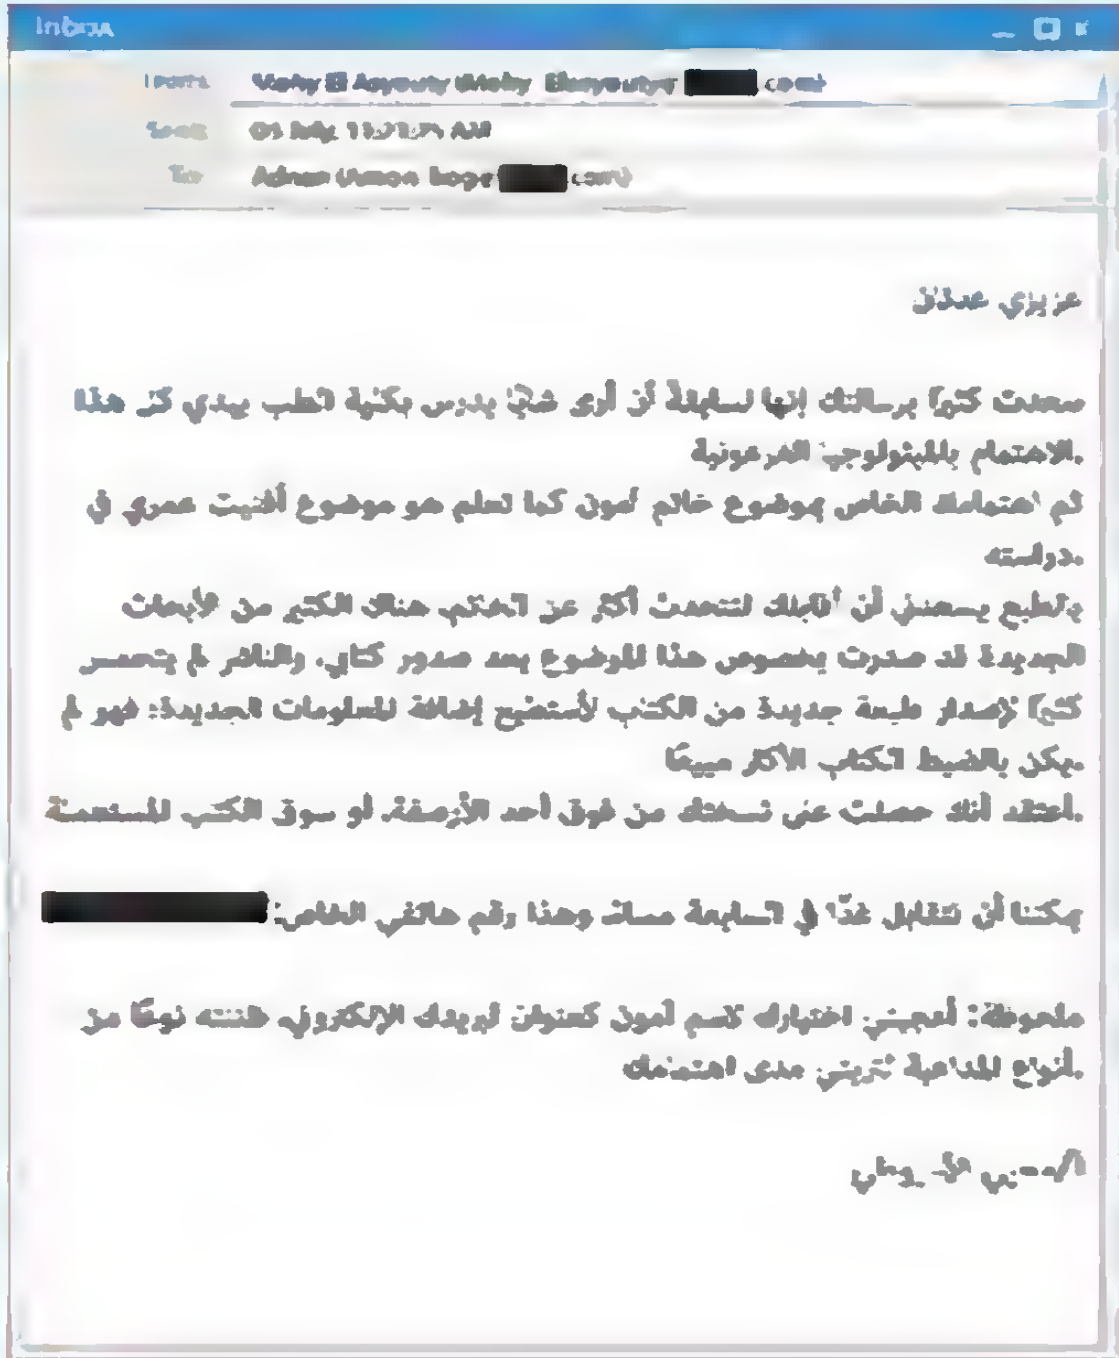 Inbox
عزيزي عدنان
سعدت كثيرًا برسالتك إنها لسابقةٌ أن أرى شابًا يدرس بكلية الطب يبدي كل هذا
.الاهتمام بالميثولوجيا الفرعونية
ثم اهتمامك الخاص بموضوع خاتم آمون كما تعلم هو موضوع أفنيت عمري في
.دراسته
بالطبع يسعدني أن أقابلك لنتحدث أكثر عن الخاتم هناك الكثير من الأبحاث
الجديدة قد صدرت بخصوص هذا الموضوع بعد صدور كتابي، والناشر لم يتحمس
كثيرًا لإصدار طبعة جديدة من الكتاب لأستطيع إضافة المعلومات الجديدة؛ فهو لم
.يكن بالضبط الكتاب الأكثر مبيعًا
.أعتقد أنك حصلت على نسختك من فوق أحد الأرصفة، أو سوق الكتب المستعملة
يمكننا أن نتقابل غدًا في السابعة مساءً وهذا رقم هاتفي الخاص:
ملحوظة: أعجبني اختيارك لاسم آمون كعنوان لبريدك الإلكتروني، ظننته نوعًا من
.أنواع المداعبة لتريني مدى اهتمامك